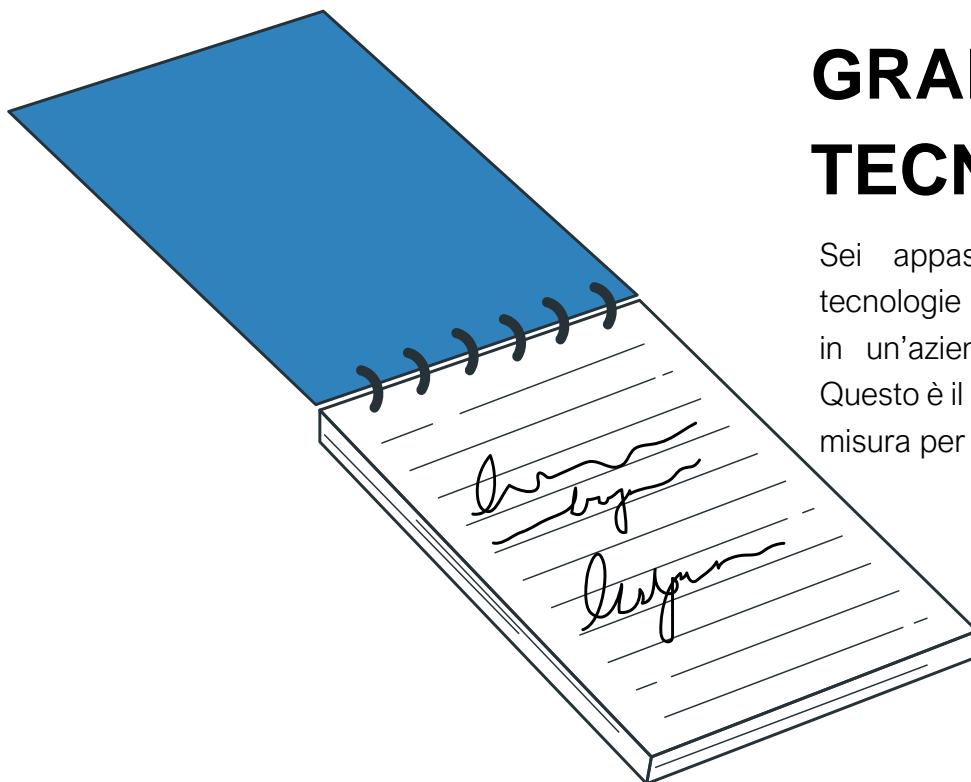 GRA
TECN
Sei appas
tecnologie
in un'azien
Questo è il
misura per